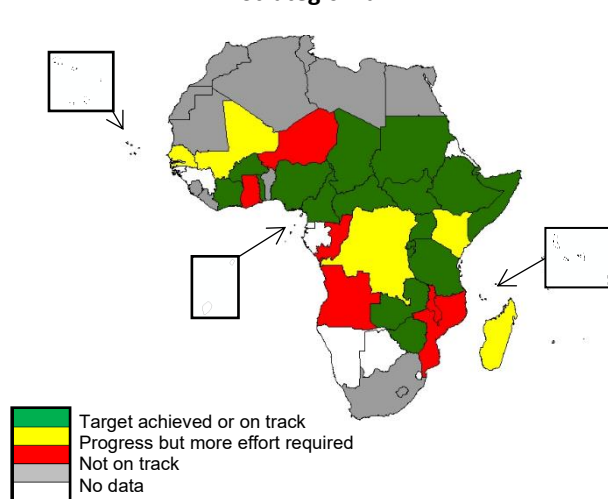 Target achieved or on track
Progress but more effort required
Not on track
No data